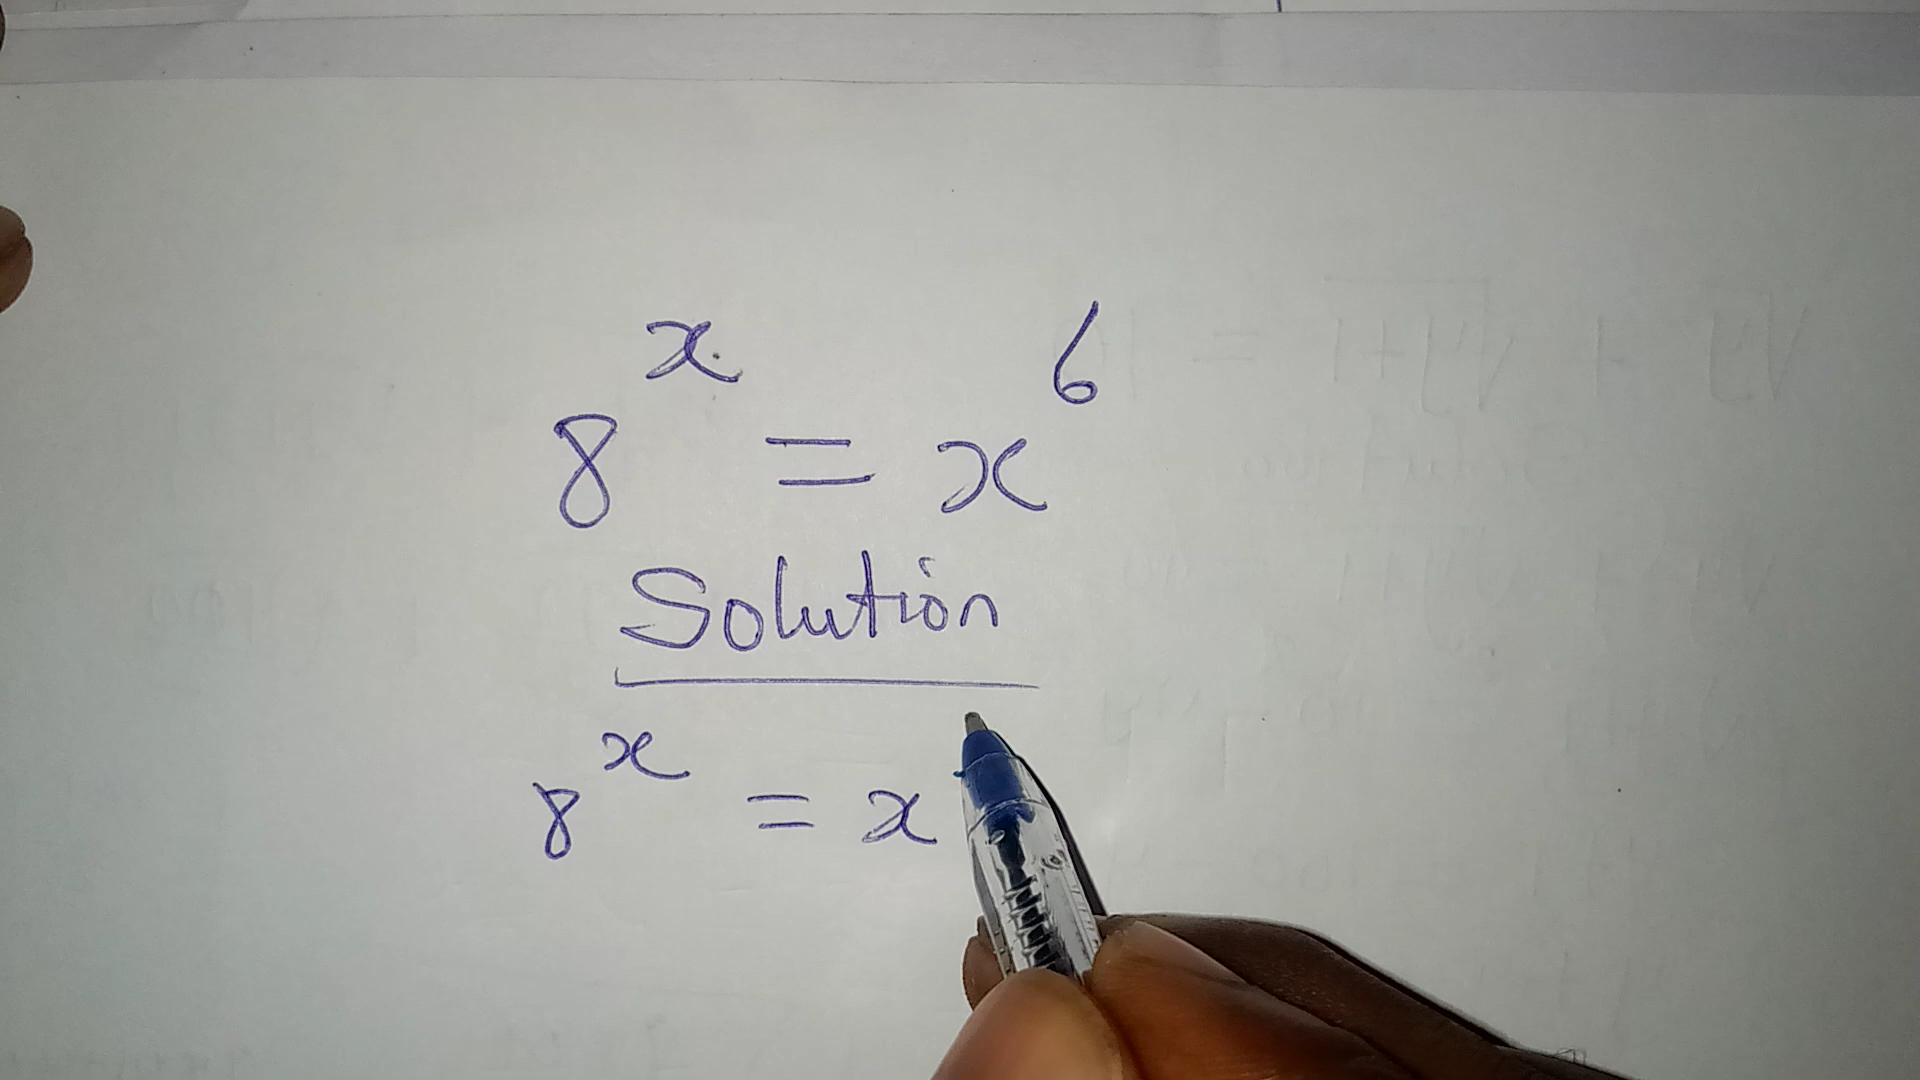 8^x = x^6
Solution
8^x = x